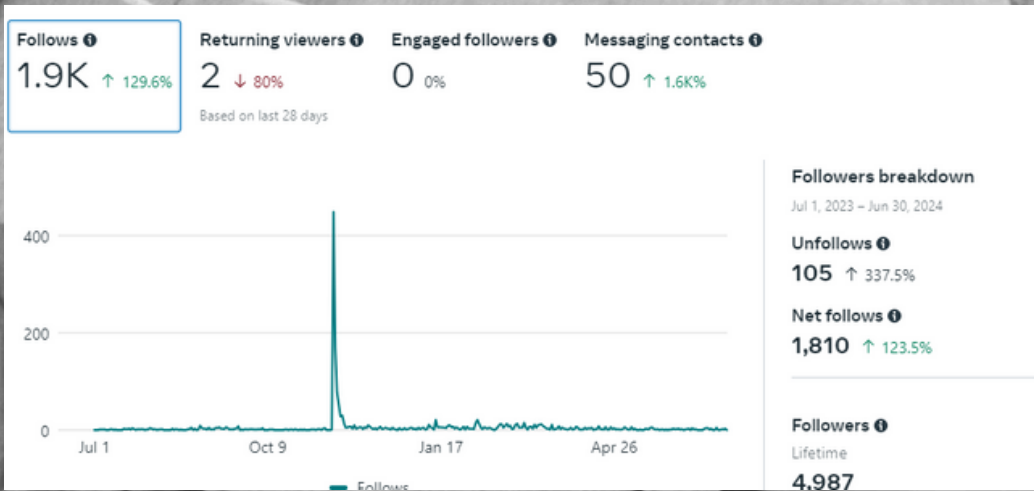 Follows
1.9K ↑ 129.6%
Returning viewers
2 ↓ 80%
Based on last 28 days
Engaged followers
0 0%
Messaging contacts
50 ↑ 1.6K%
400
200
0
Jul 1
Oct 9
Jan 17
Apr 26
Follows
Followers breakdown
Jul 1, 2023 – Jun 30, 2024
Unfollows
105 ↑ 337.5%
Net follows
1,810 ↑ 123.5%
Followers
Lifetime
4,987